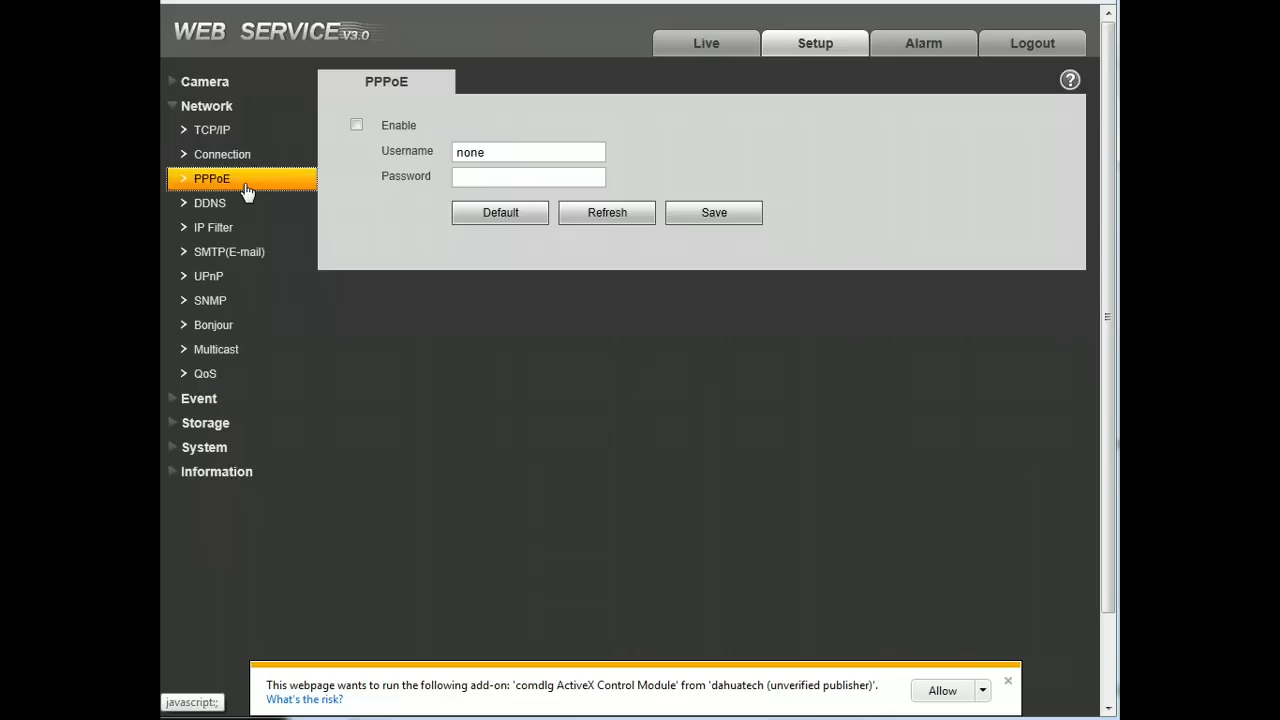 WEB SERVICE V3.0
Live
Setup
Alarm
Logout
Camera
Network
TCP/IP
Connection
PPPoE
DDNS
IP Filter
SMTP(E-mail)
UPnP
SNMP
Bonjour
Multicast
QoS
Event
Storage
System
Information
PPPoE
?
Enable
Username none
Password
Default Refresh Save
This webpage wants to run the following add-on: 'comdlg ActiveX Control Module' from 'dahuatech (unverified publisher)'.
What's the risk?
Allow
javascript:;